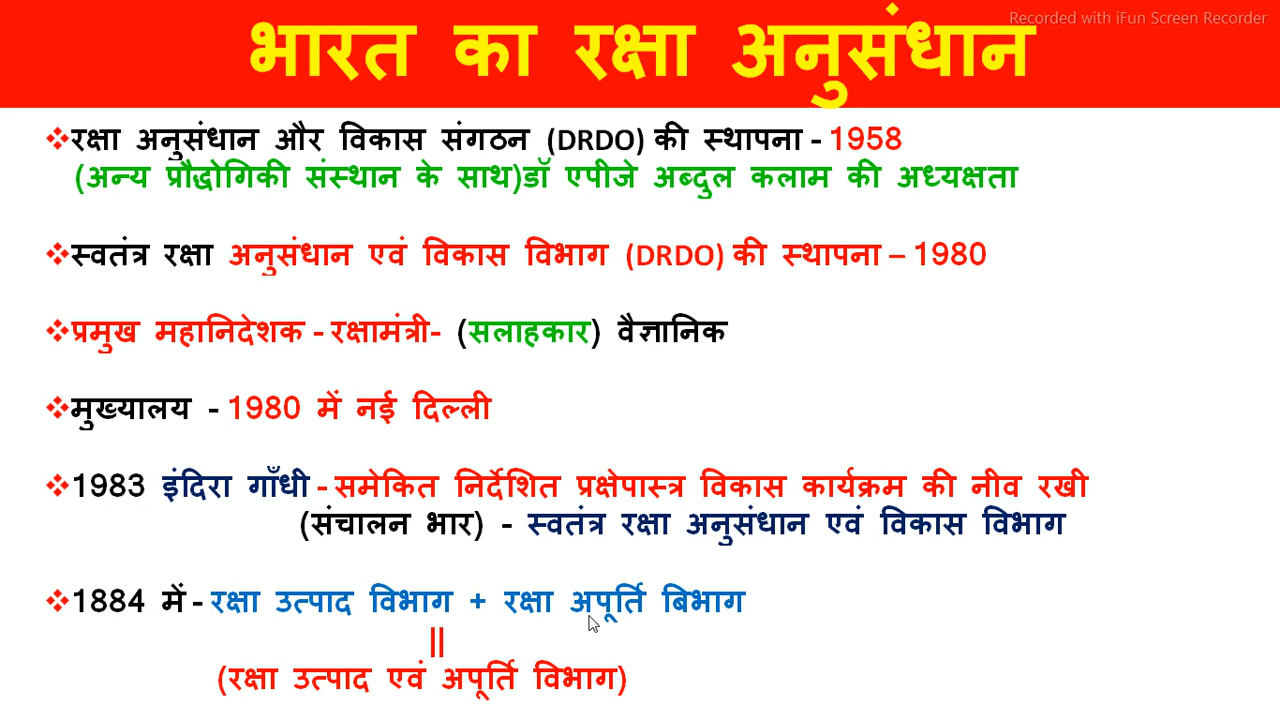 Recorded with iFun Screen Recorder
भारत का रक्षा अनुसंधान
❖रक्षा अनुसंधान और विकास संगठन (DRDO) की स्थापना - 1958
(अन्य प्रौद्धोगिकी संस्थान के साथ)डॉ एपीजे अब्दुल कलाम की अध्यक्षता
❖स्वतंत्र रक्षा अनुसंधान एवं विकास विभाग (DRDO) की स्थापना – 1980
❖प्रमुख महानिदेशक - रक्षामंत्री- (सलाहकार) वैज्ञानिक
❖मुख्यालय - 1980 में नई दिल्ली
❖1983 इंदिरा गाँधी - समेकित निर्देशित प्रक्षेपास्त्र विकास कार्यक्रम की नीव रखी
(संचालन भार) - स्वतंत्र रक्षा अनुसंधान एवं विकास विभाग
❖1884 में - रक्षा उत्पाद विभाग + रक्षा अपूर्ति बिभाग
||
(रक्षा उत्पाद एवं अपूर्ति विभाग)